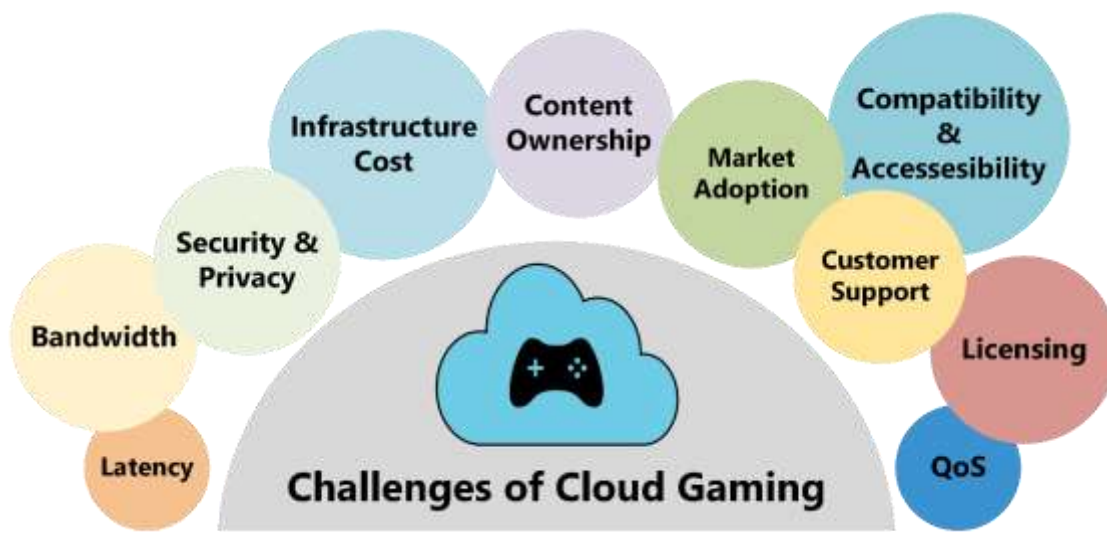 Infrastructure
Cost
Content
Ownership
Market
Adoption
Compatibility
&
Accessesibility
Security &
Privacy
Customer
Support
Bandwidth
Licensing
Latency
QoS
Challenges of Cloud Gaming